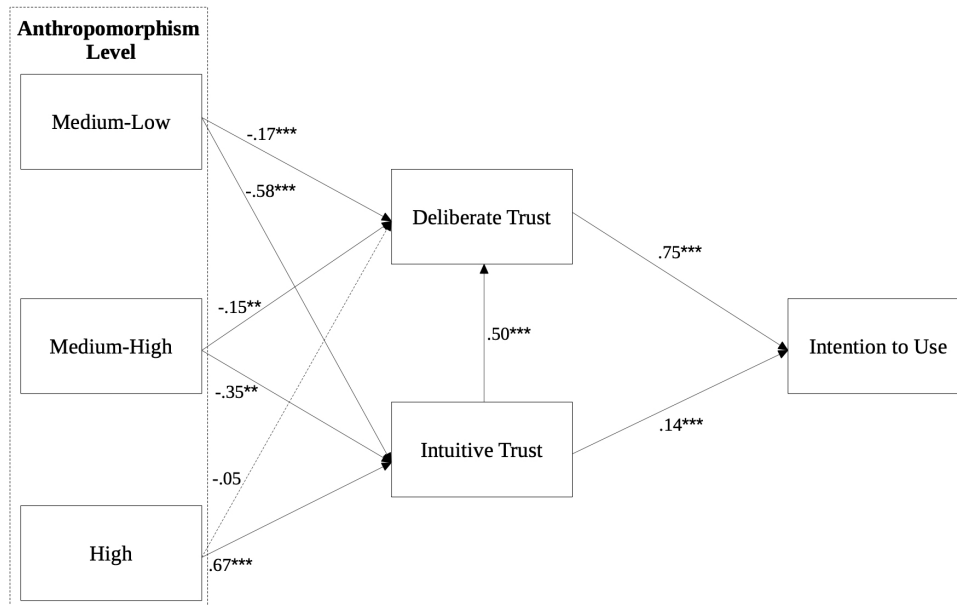 Anthropomorphism
Level
Medium-Low
-.17***
-.58***
Deliberate Trust
.75***
-.15**
Medium-High
.50***
Intention to Use
-.35**
.14***
Intuitive Trust
-.05
High
.67***